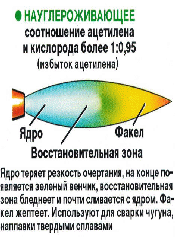 • НАУГЛЕРОЖИВАЮЩЕЕ
соотношение ацетилена
и кислорода более 1:0,95
(избыток ацетилена)
Ядро
Факел
Восстановительная зона
Ядро теряет резкость очертания, на конце по-
является зеленый венчик, восстановительная
зона бледнеет и почти сливается с ядром. Фа-
кел желтеет. Используют для сварки чугуна,
наплавки твердыми сплавами